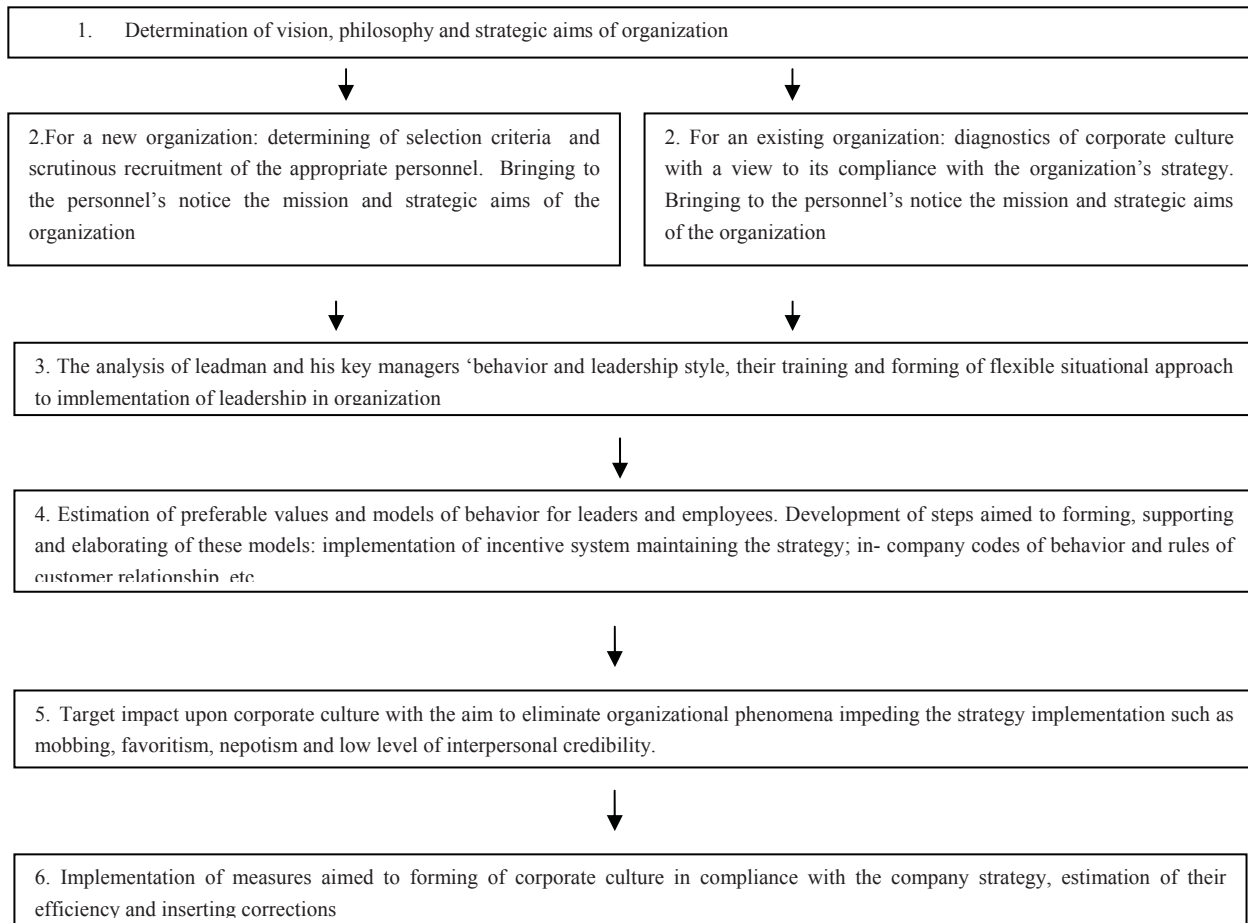 1. Determination of vision, philosophy and strategic aims of organization
2.For a new organization: determining of selection criteria and
scrutinous recruitment of the appropriate personnel. Bringing to
the personnel’s notice the mission and strategic aims of the
organization
2. For an existing organization: diagnostics of corporate culture
with a view to its compliance with the organization’s strategy.
Bringing to the personnel’s notice the mission and strategic aims
of the organization
3. The analysis of leadman and his key managers ‘behavior and leadership style, their training and forming of flexible situational approach
to implementation of leadership in organization
4. Estimation of preferable values and models of behavior for leaders and employees. Development of steps aimed to forming, supporting
and elaborating of these models: implementation of incentive system maintaining the strategy; in- company codes of behavior and rules of
customer relationship, etc
5. Target impact upon corporate culture with the aim to eliminate organizational phenomena impeding the strategy implementation such as
mobbing, favoritism, nepotism and low level of interpersonal credibility.
6. Implementation of measures aimed to forming of corporate culture in compliance with the company strategy, estimation of their
efficiency and inserting corrections